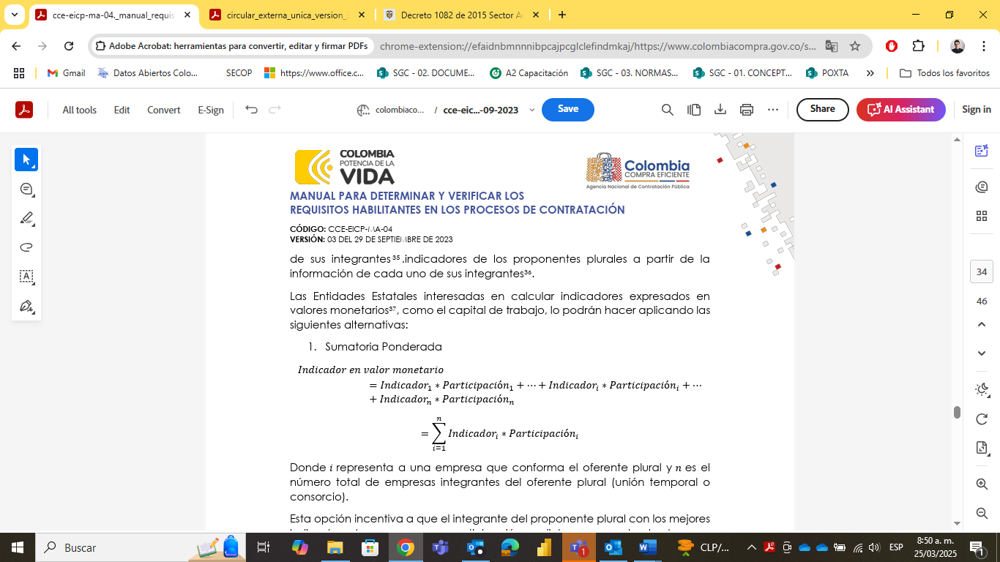 cce-eicp-ma-04._manual_requis
circular_externa_unica_version_
Decreto 1082 de 2015 Sector A
Adobe Acrobat: herramientas para convertir, editar y firmar PDFs
chrome-extension://efaidnbmnnnibpcajpcglclefindmkaj/https://www.colombiacompra.gov.co/s...
Gmail
Datos Abiertos Colo...
SECOP
https://www.office.c...
SGC - 02. DOCUME...
A2 Capacitación
SGC - 03. NORMAS...
SGC - 01. CONCEPT...
POXTA
Todos los favoritos
All tools
Edit
Convert
E-Sign
colombiaco...
/ cce-eic...-09-2023
Save
Share
AI Assistant
Sign in
COLOMBIA
POTENCIA DE LA
VIDA
Colombia
COMPRA EFICIENTE
Agencia Nacional de Contratación Pública
MANUAL PARA DETERMINAR Y VERIFICAR LOS
REQUISITOS HABILITANTES EN LOS PROCESOS DE CONTRATACIÓN
CÓDIGO: CCE-EICP-MA-04
VERSIÓN: 03 DEL 29 DE SEPTIEMBRE DE 2023
de sus integrantes³⁵.indicadores de los proponentes plurales a partir de la
información de cada uno de sus integrantes³⁶.
Las Entidades Estatales interesadas en calcular indicadores expresados en
valores monetarios³⁷, como el capital de trabajo, lo podrán hacer aplicando las
siguientes alternativas:
1. Sumatoria Ponderada
Indicador en valor monetario
= Indicador₁ ∗ Participación₁ + ⋯ + Indicadorᵢ ∗ Participaciónᵢ + ⋯
+ Indicadorₙ ∗ Participaciónₙ
n
= ∑ Indicadorᵢ ∗ Participaciónᵢ
i=1
Donde i representa a una empresa que conforma el oferente plural y n es el
número total de empresas integrantes del oferente plural (unión temporal o
consorcio).
Esta opción incentiva a que el integrante del proponente plural con los mejores
34
46
Buscar
1
CLP/...
ESP
8:50 a. m.
25/03/2025
1